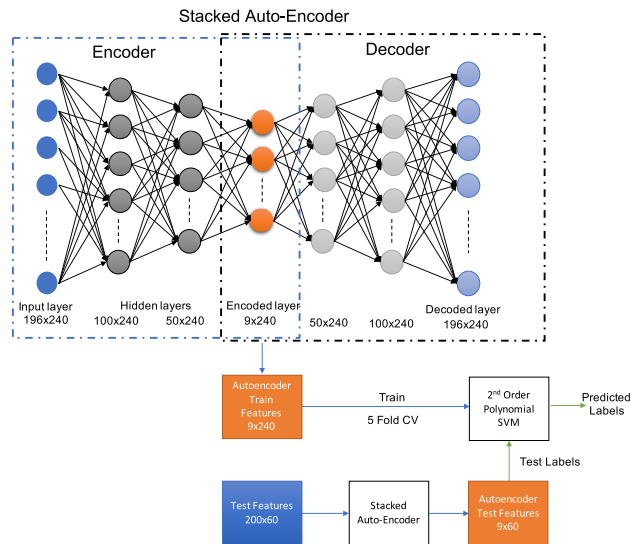 Stacked Auto-Encoder
Encoder
Decoder
Input layer
196x240
Hidden layers
100x240
50x240
Encoded layer
9x240
50x240
100x240
Decoded layer
196x240
Autoencoder
Train
Features
9x240
Train
5 Fold CV
2nd Order
Polynomial
SVM
Predicted
Labels
Test Labels
Test Features
200x60
Stacked
Auto-Encoder
Autoencoder
Test Features
9x60